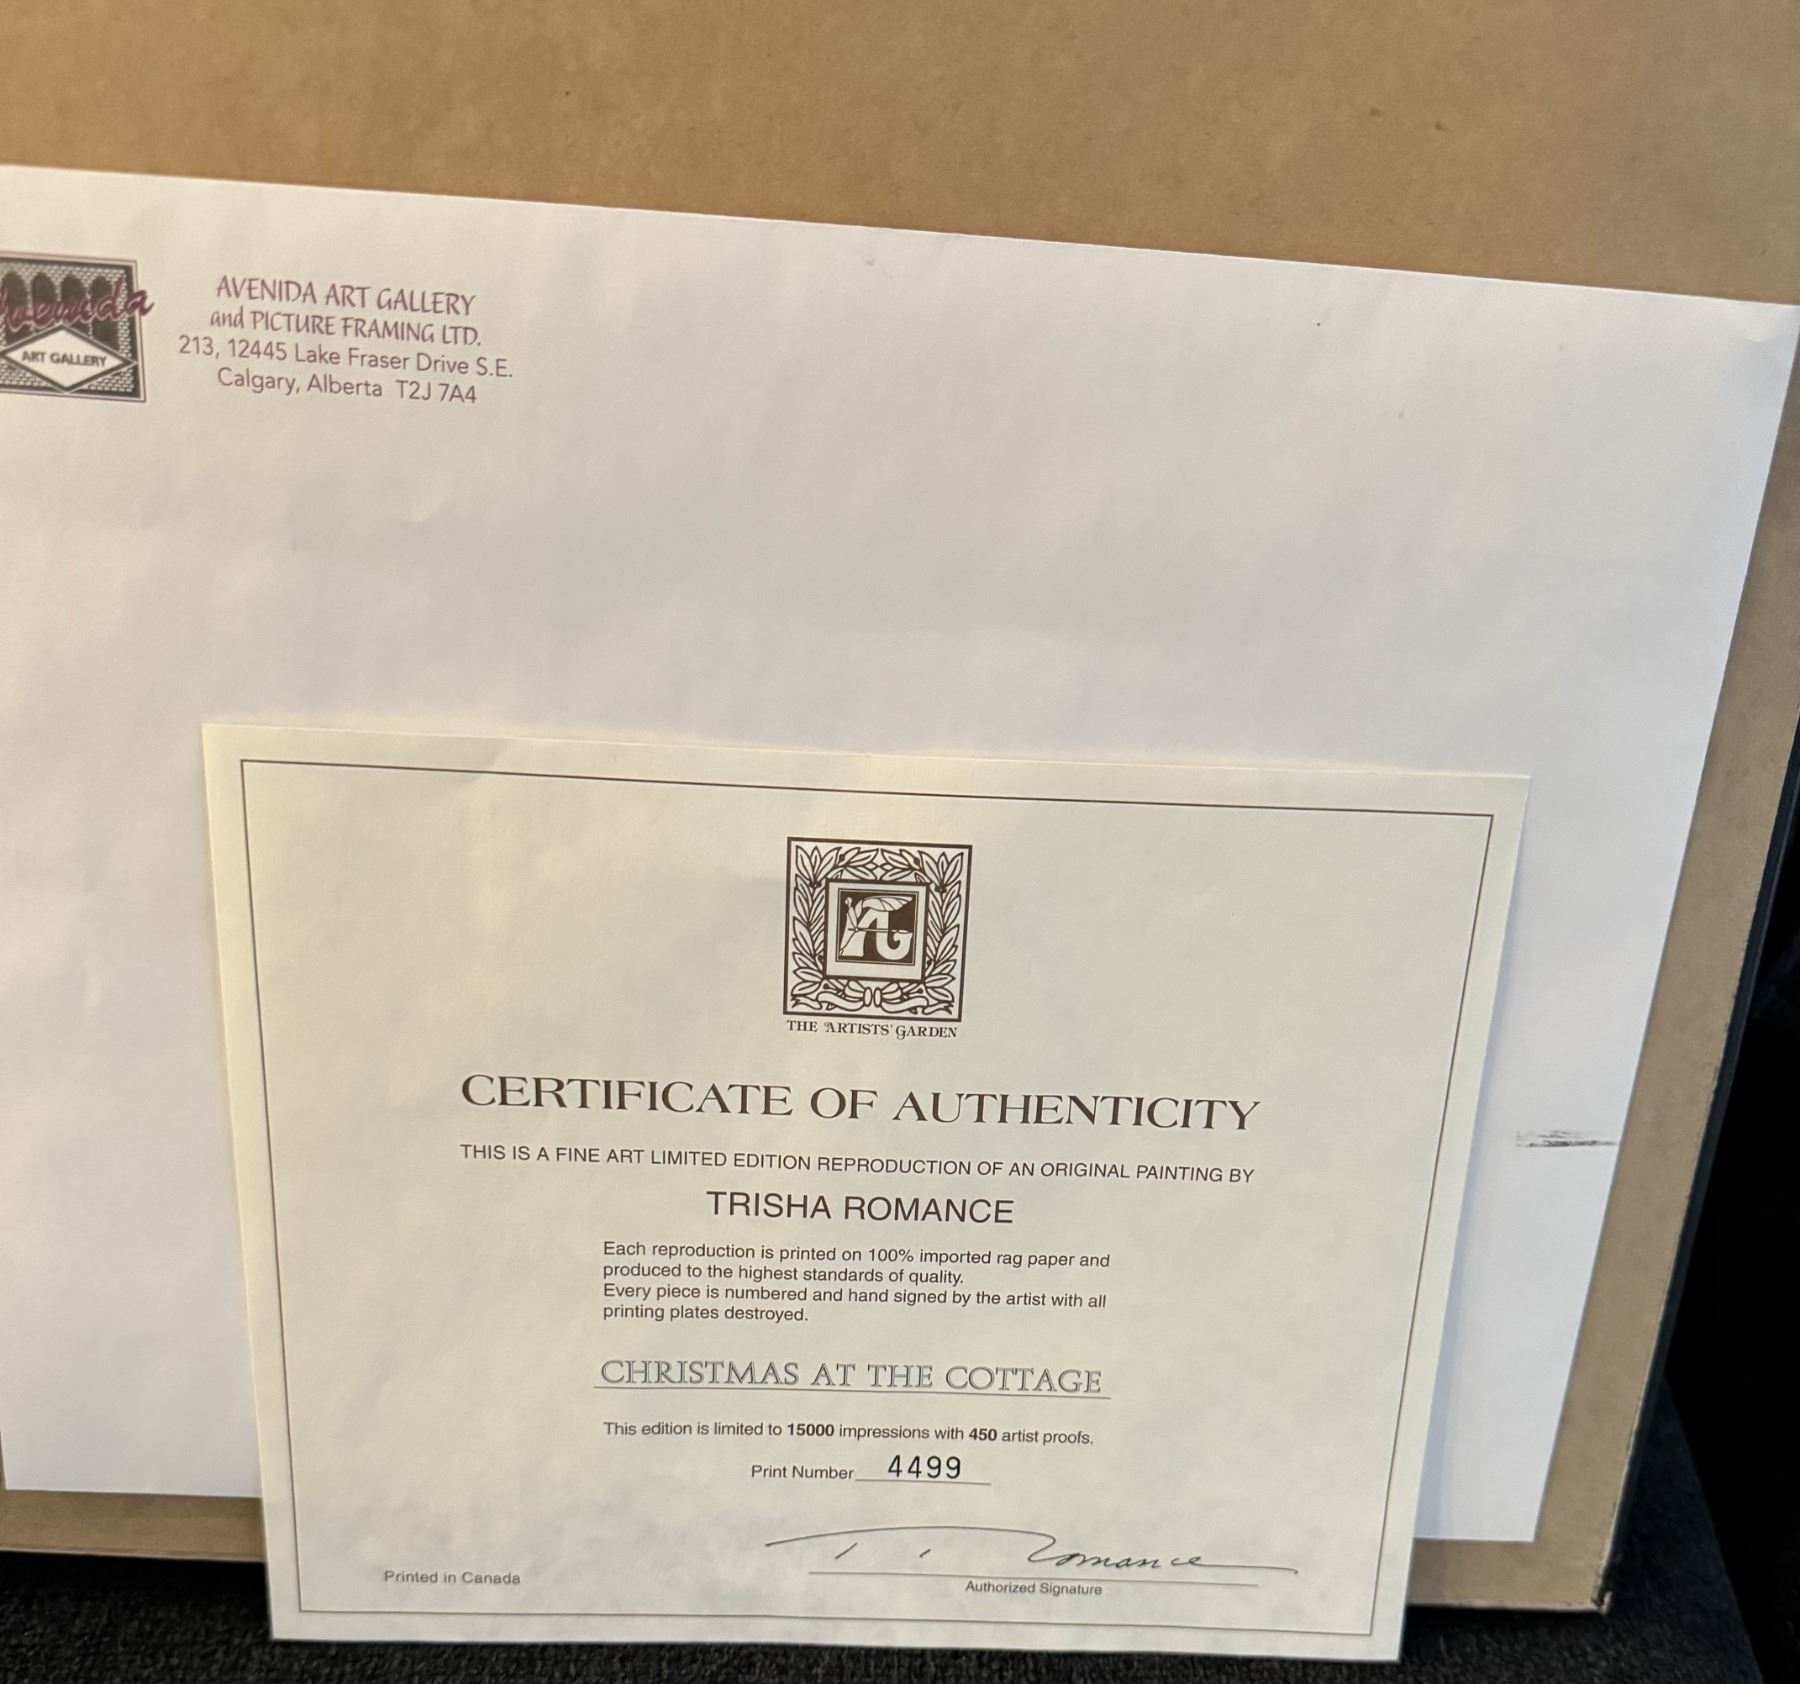 Avenida
ART GALLERY
AVENIDA ART GALLERY
and PICTURE FRAMING LTD.
213, 12445 Lake Fraser Drive S.E.
Calgary, Alberta T2J 7A4
AG
THE ARTISTS' GARDEN
CERTIFICATE OF AUTHENTICITY
THIS IS A FINE ART LIMITED EDITION REPRODUCTION OF AN ORIGINAL PAINTING BY
TRISHA ROMANCE
Each reproduction is printed on 100% imported rag paper and
produced to the highest standards of quality.
Every piece is numbered and hand signed by the artist with all
printing plates destroyed.
CHRISTMAS AT THE COTTAGE
This edition is limited to 15000 impressions with 450 artist proofs.
Print Number 4499
T. Romance
Printed in Canada
Authorized Signature